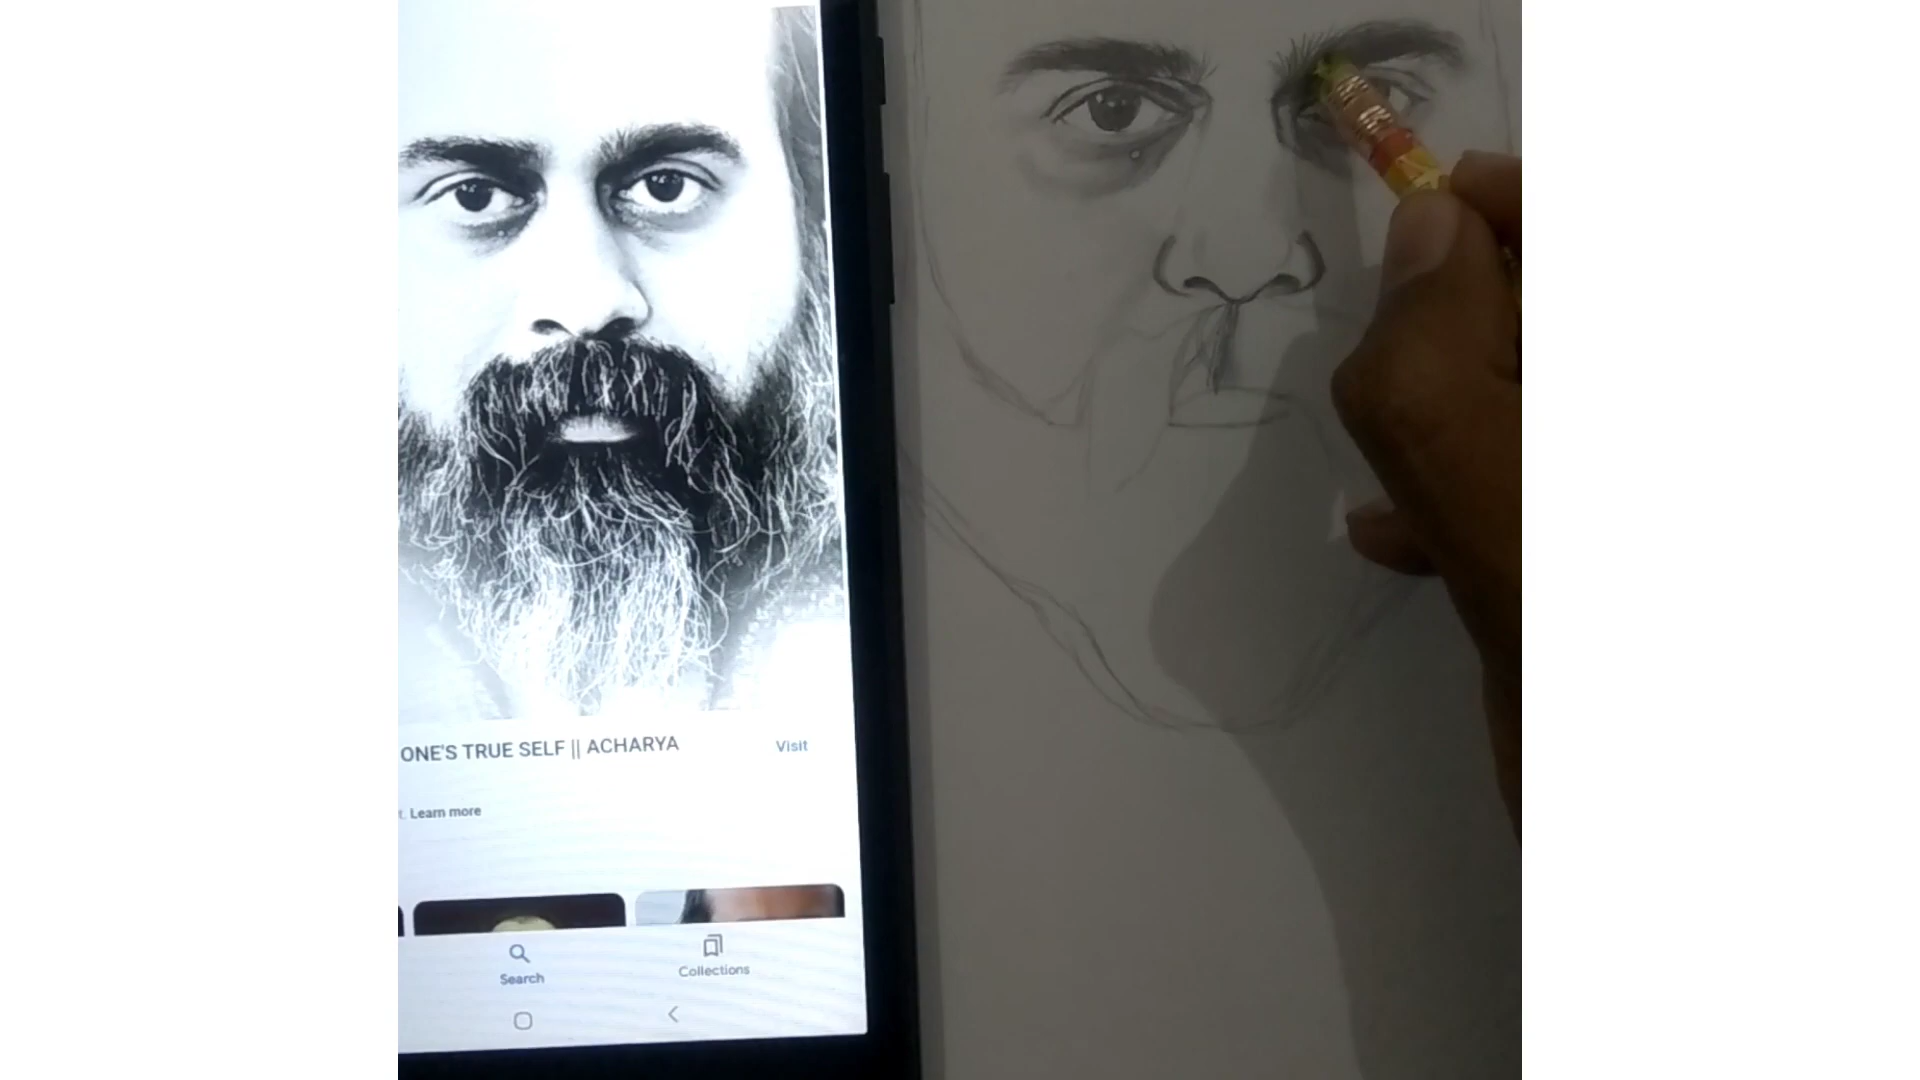 ONE'S TRUE SELF || ACHARYA
Visit
t. Learn more
Search
Collections